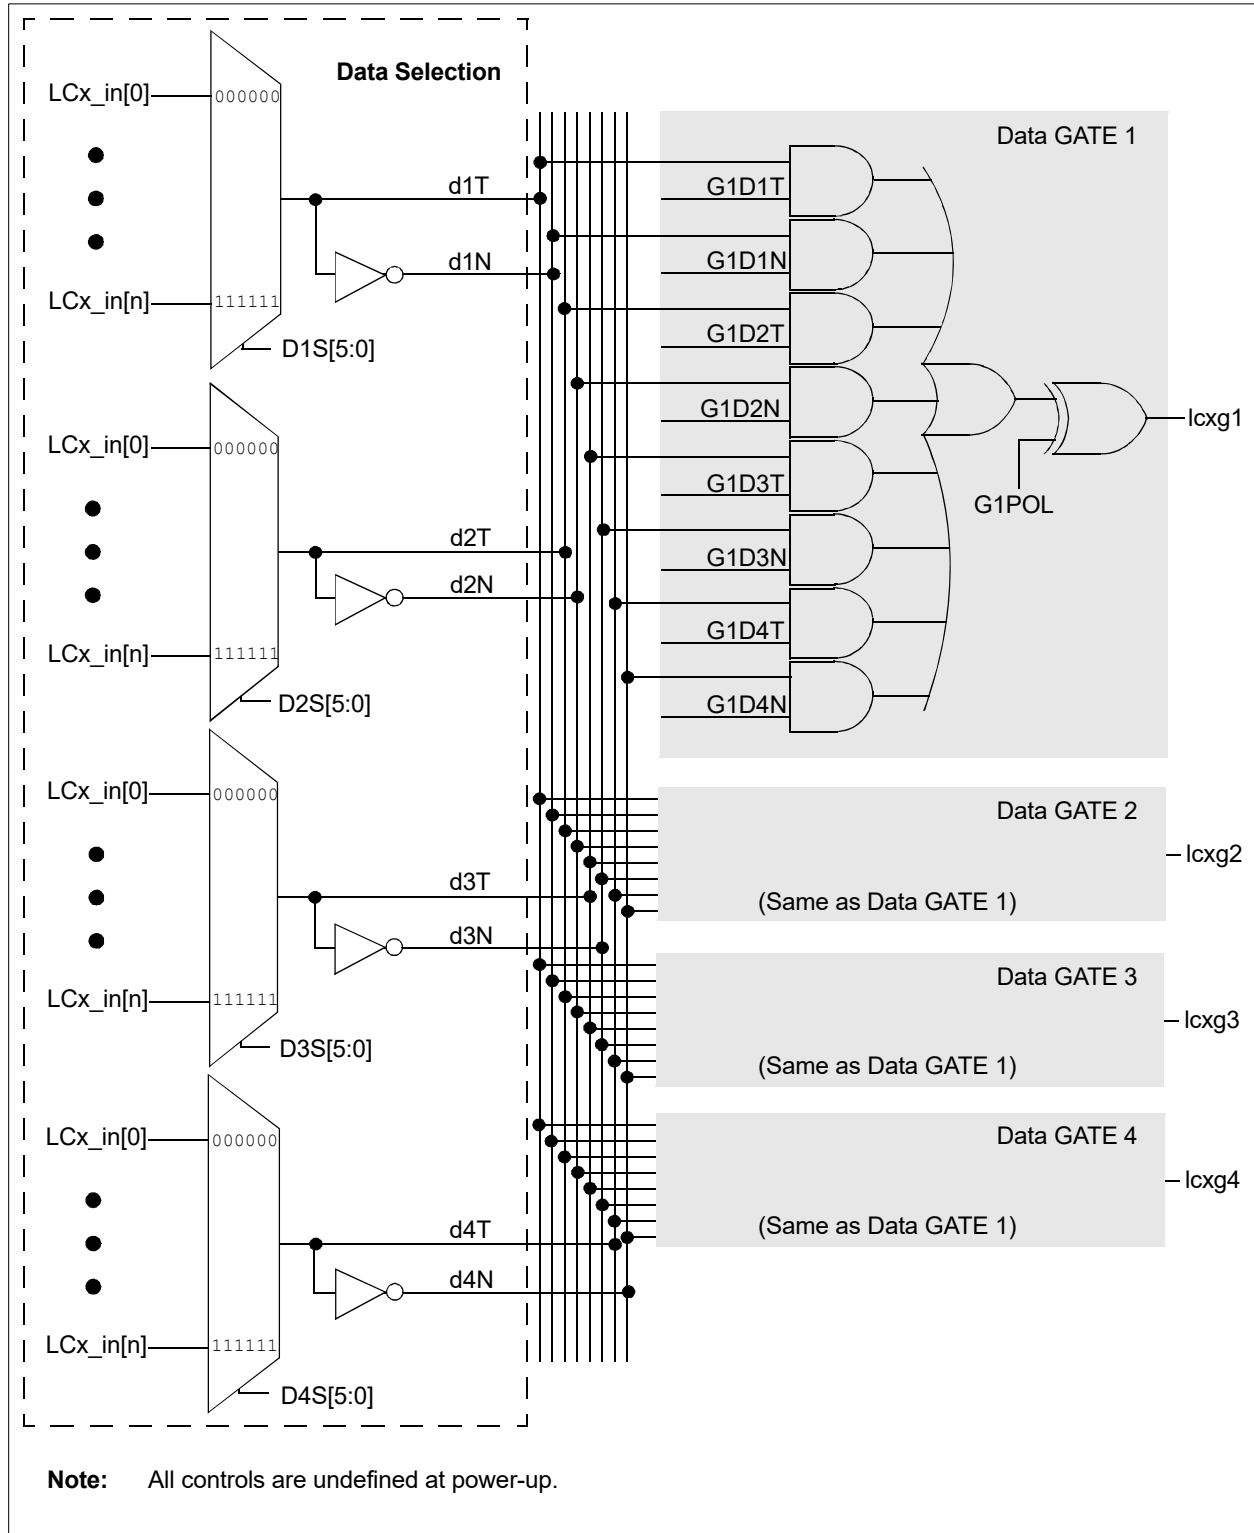 Data Selection
LCx_in[0]
000000
d1T
d1N
LCx_in[n]
111111
D1S[5:0]
LCx_in[0]
000000
d2T
d2N
LCx_in[n]
111111
D2S[5:0]
LCx_in[0]
000000
d3T
d3N
LCx_in[n]
111111
D3S[5:0]
LCx_in[0]
000000
d4T
d4N
LCx_in[n]
111111
D4S[5:0]
Data GATE 1
G1D1T
G1D1N
G1D2T
G1D2N
G1D3T
G1D3N
G1D4T
G1D4N
G1POL
lcxg1
Data GATE 2
(Same as Data GATE 1)
lcxg2
Data GATE 3
(Same as Data GATE 1)
lcxg3
Data GATE 4
(Same as Data GATE 1)
lcxg4
Note: All controls are undefined at power-up.